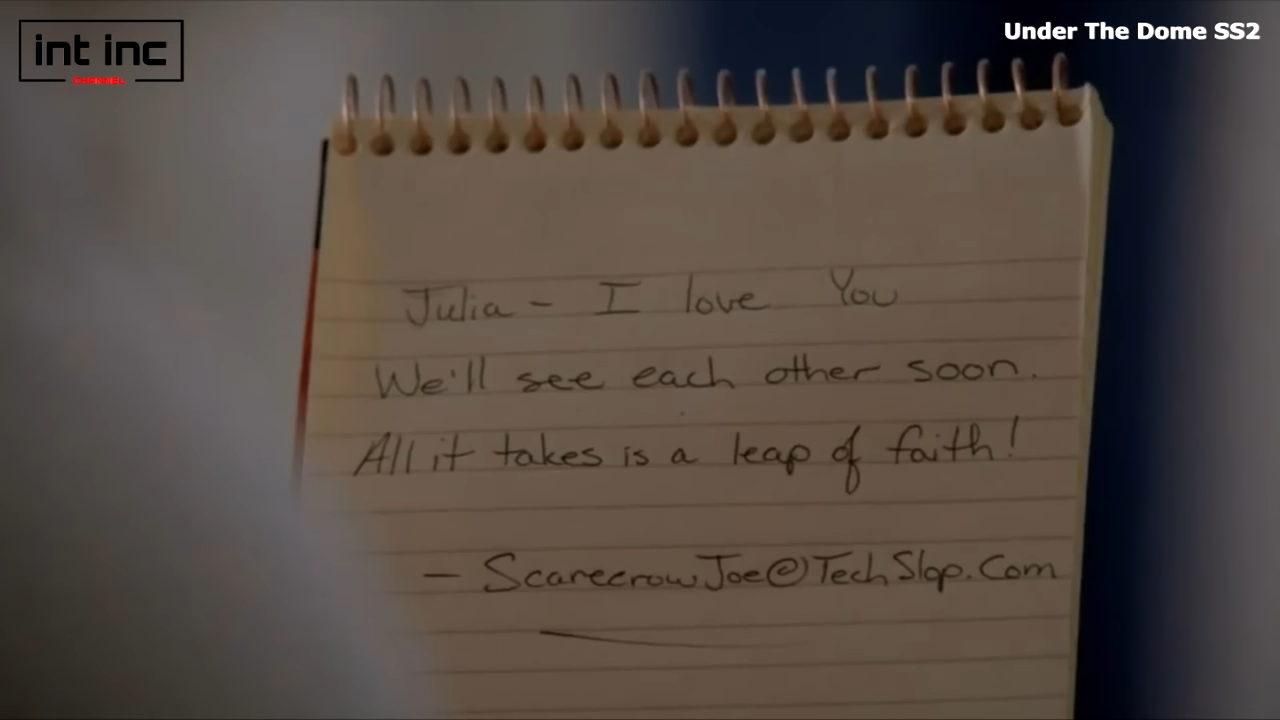 int inc
CHANNEL
Under The Dome SS2
Julia - I love You
We'll see each other soon.
All it takes is a leap of faith!
- ScarecrowJoe@TechSlop.Com